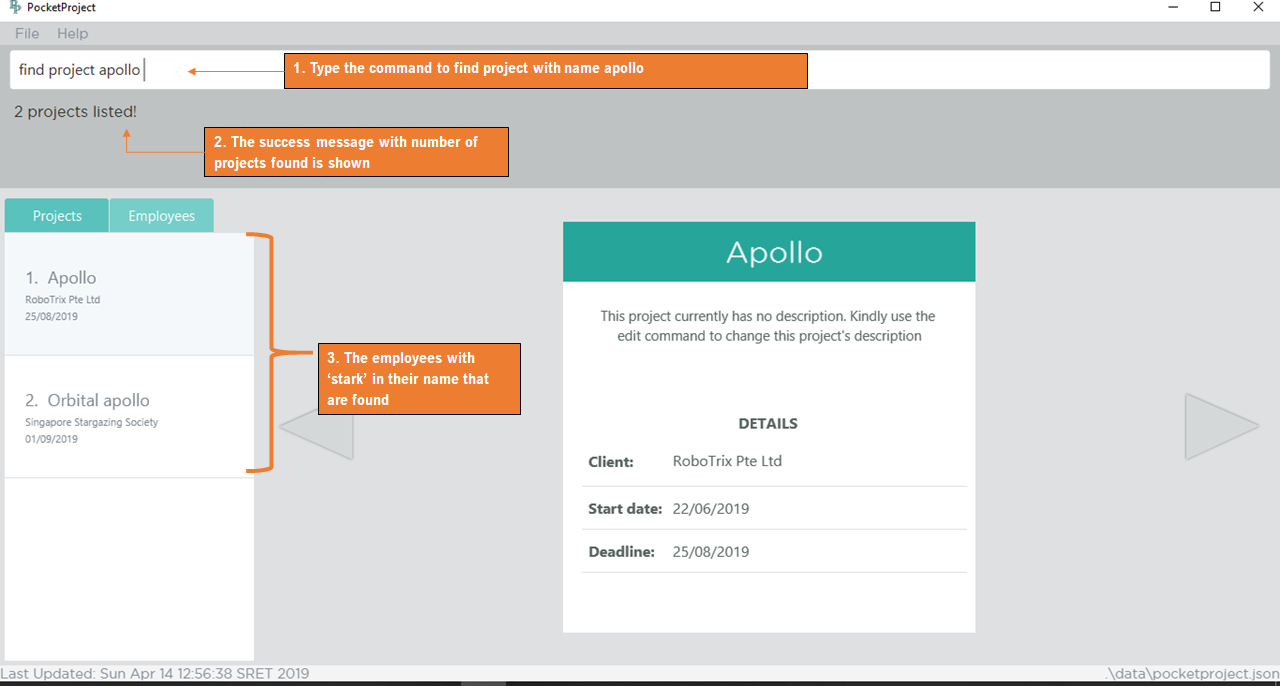 PocketProject
File Help
find project apollo
1. Type the command to find project with name apollo
2 projects listed!
2. The success message with number of
projects found is shown
Projects Employees
1. Apollo
RoboTrix Pte Ltd
25/08/2019
2. Orbital apollo
Singapore Stargazing Society
01/09/2019
3. The employees with
‘stark’ in their name that
are found
Apollo
This project currently has no description. Kindly use the
edit command to change this project's description
DETAILS
Client: RoboTrix Pte Ltd
Start date: 22/06/2019
Deadline: 25/08/2019
Last Updated: Sun Apr 14 12:56:38 SRET 2019
.\data\pocketproject.json